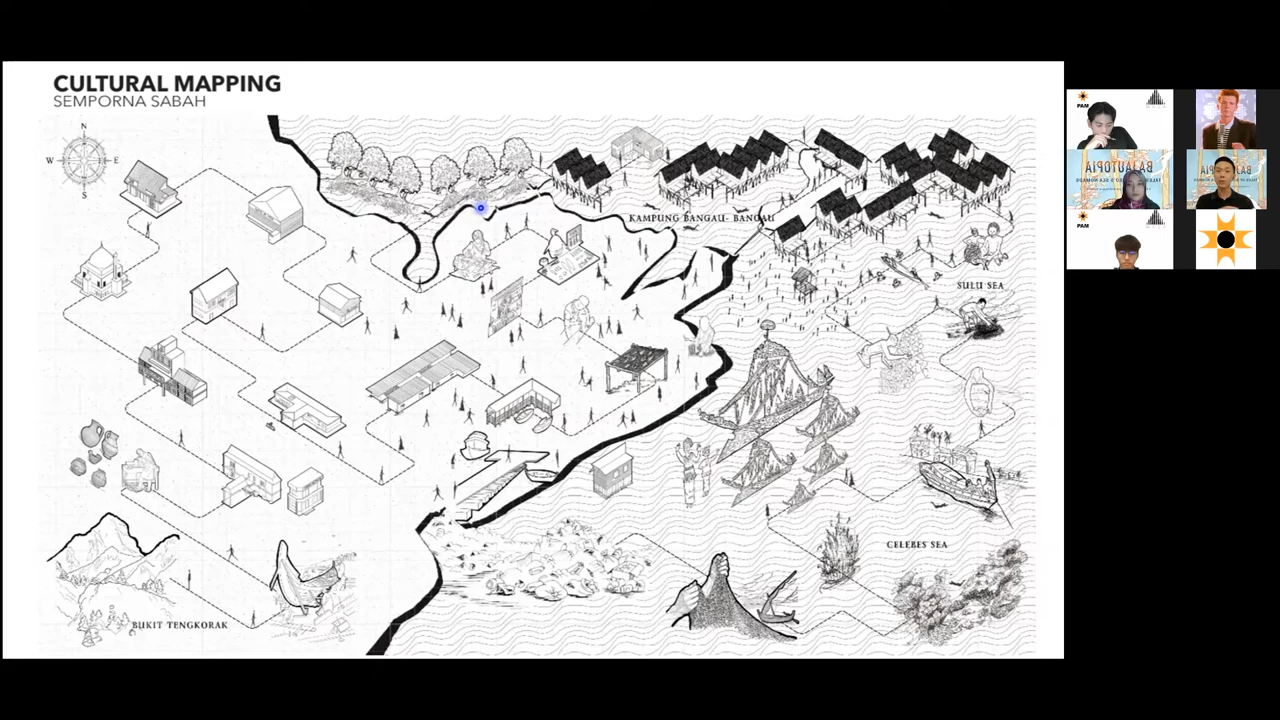 CULTURAL MAPPING
SEMPORNA SABAH
N
W
E
S
KAMPUNG BANGAU- BANGAU
SULU SEA
CELEBES SEA
BUKIT TENGKORAK
PAM
BAJAUTOPIA
BAJAUTOPIA
PAM